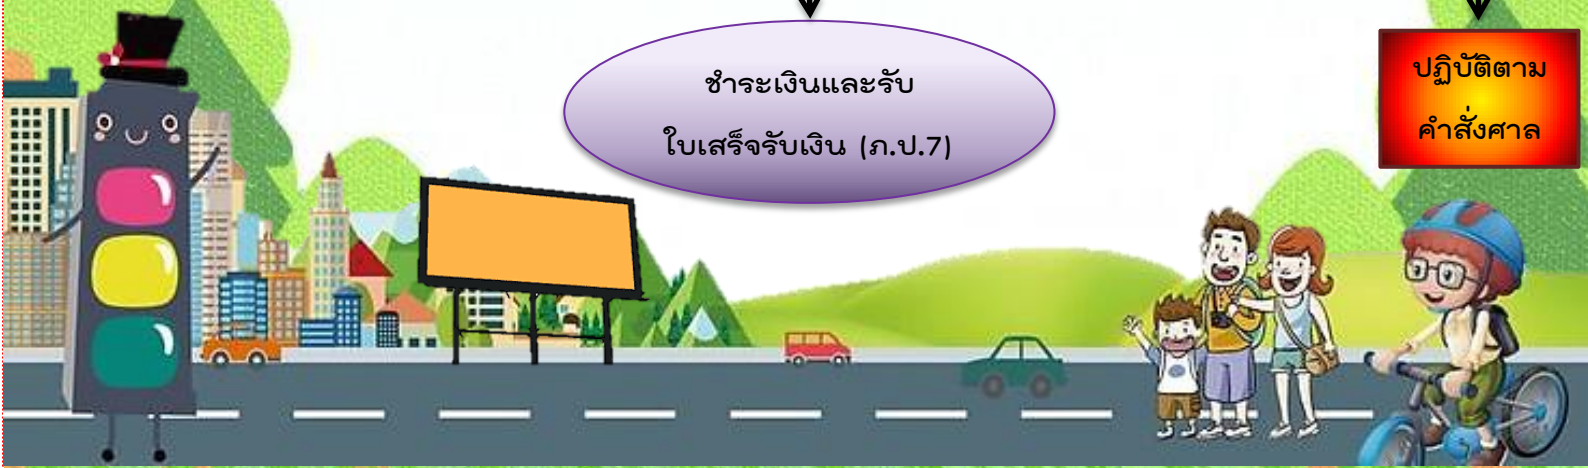 ชำระเงินและรับ
ใบเสร็จรับเงิน (ภ.ป.7)
ปฏิบัติตาม
คำสั่งศาล